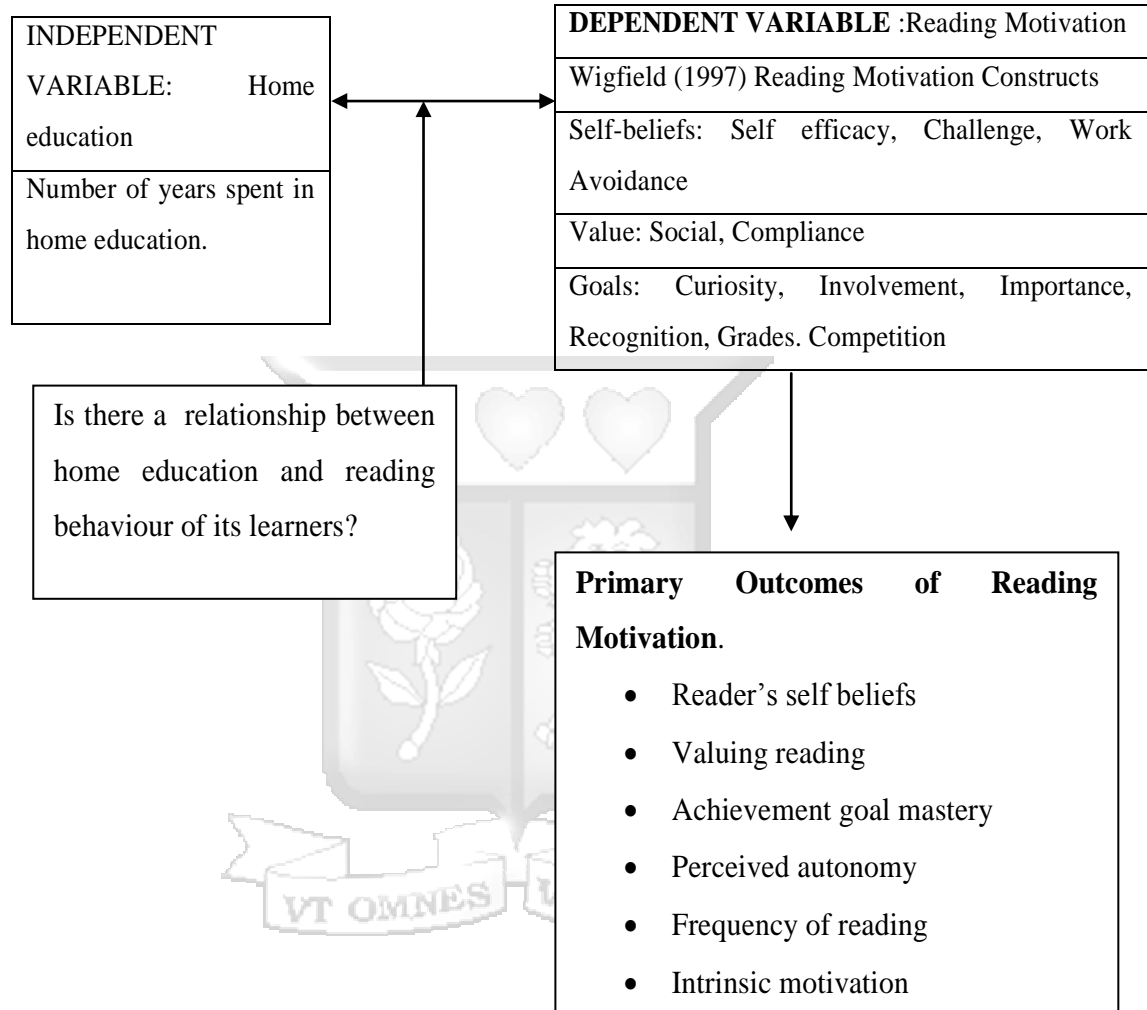 INDEPENDENT
VARIABLE: Home
education
Number of years spent in
home education.
DEPENDENT VARIABLE :Reading Motivation
Wigfield (1997) Reading Motivation Constructs
Self-beliefs: Self efficacy, Challenge, Work
Avoidance
Value: Social, Compliance
Goals: Curiosity, Involvement, Importance,
Recognition, Grades. Competition
Is there a relationship between
home education and reading
behaviour of its learners?
Primary Outcomes of Reading
Motivation.
• Reader’s self beliefs
• Valuing reading
• Achievement goal mastery
• Perceived autonomy
• Frequency of reading
• Intrinsic motivation
VT OMNES